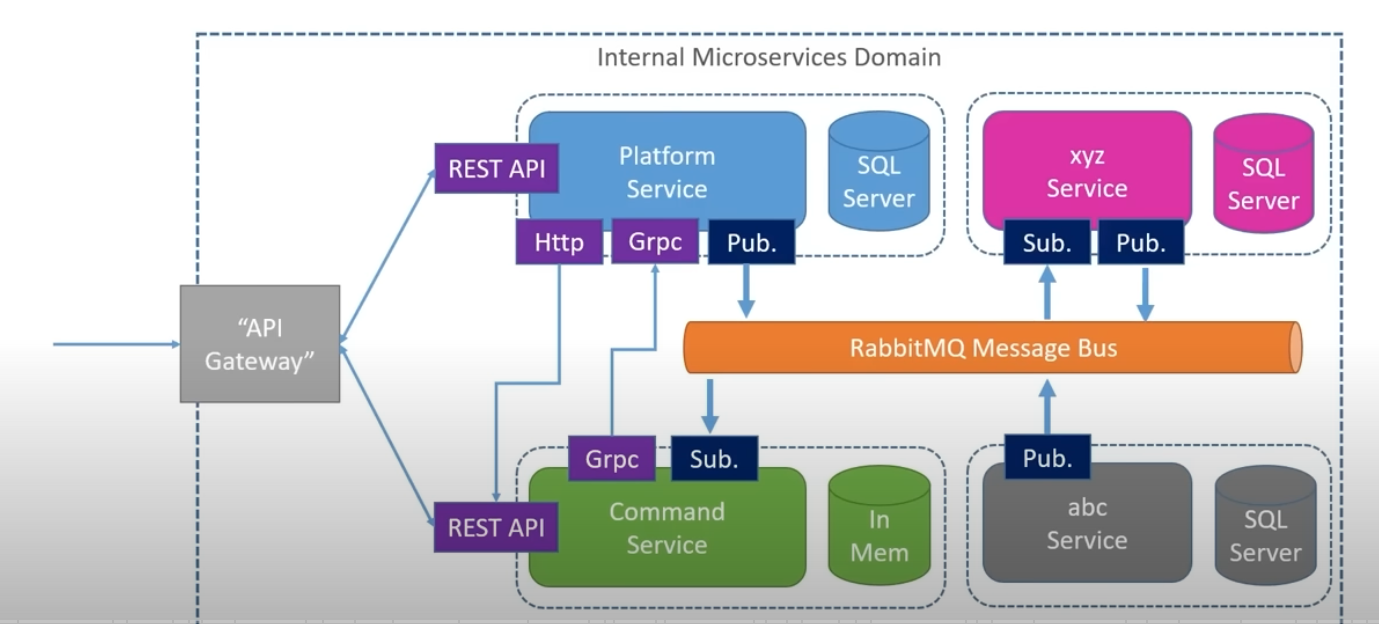 Internal Microservices Domain
REST API
Platform
Service
SQL
Server
xyz
Service
SQL
Server
Http
Grpc
Pub.
Sub.
Pub.
“API
Gateway”
RabbitMQ Message Bus
Grpc
Sub.
Pub.
REST API
Command
Service
In
Mem
abc
Service
SQL
Server